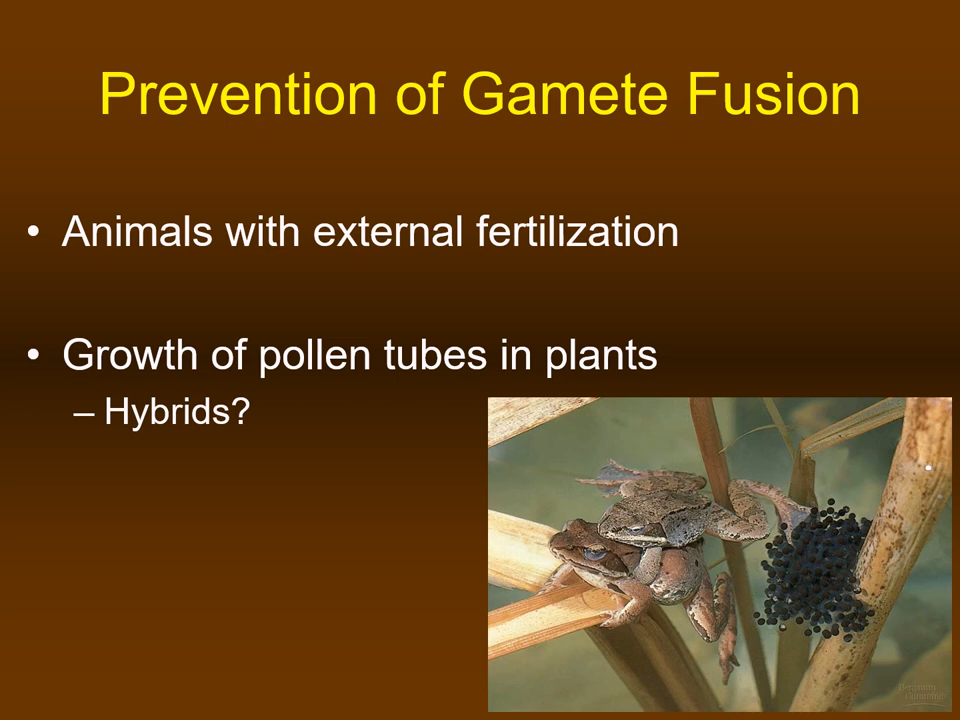 Prevention of Gamete Fusion
• Animals with external fertilization
• Growth of pollen tubes in plants
– Hybrids?